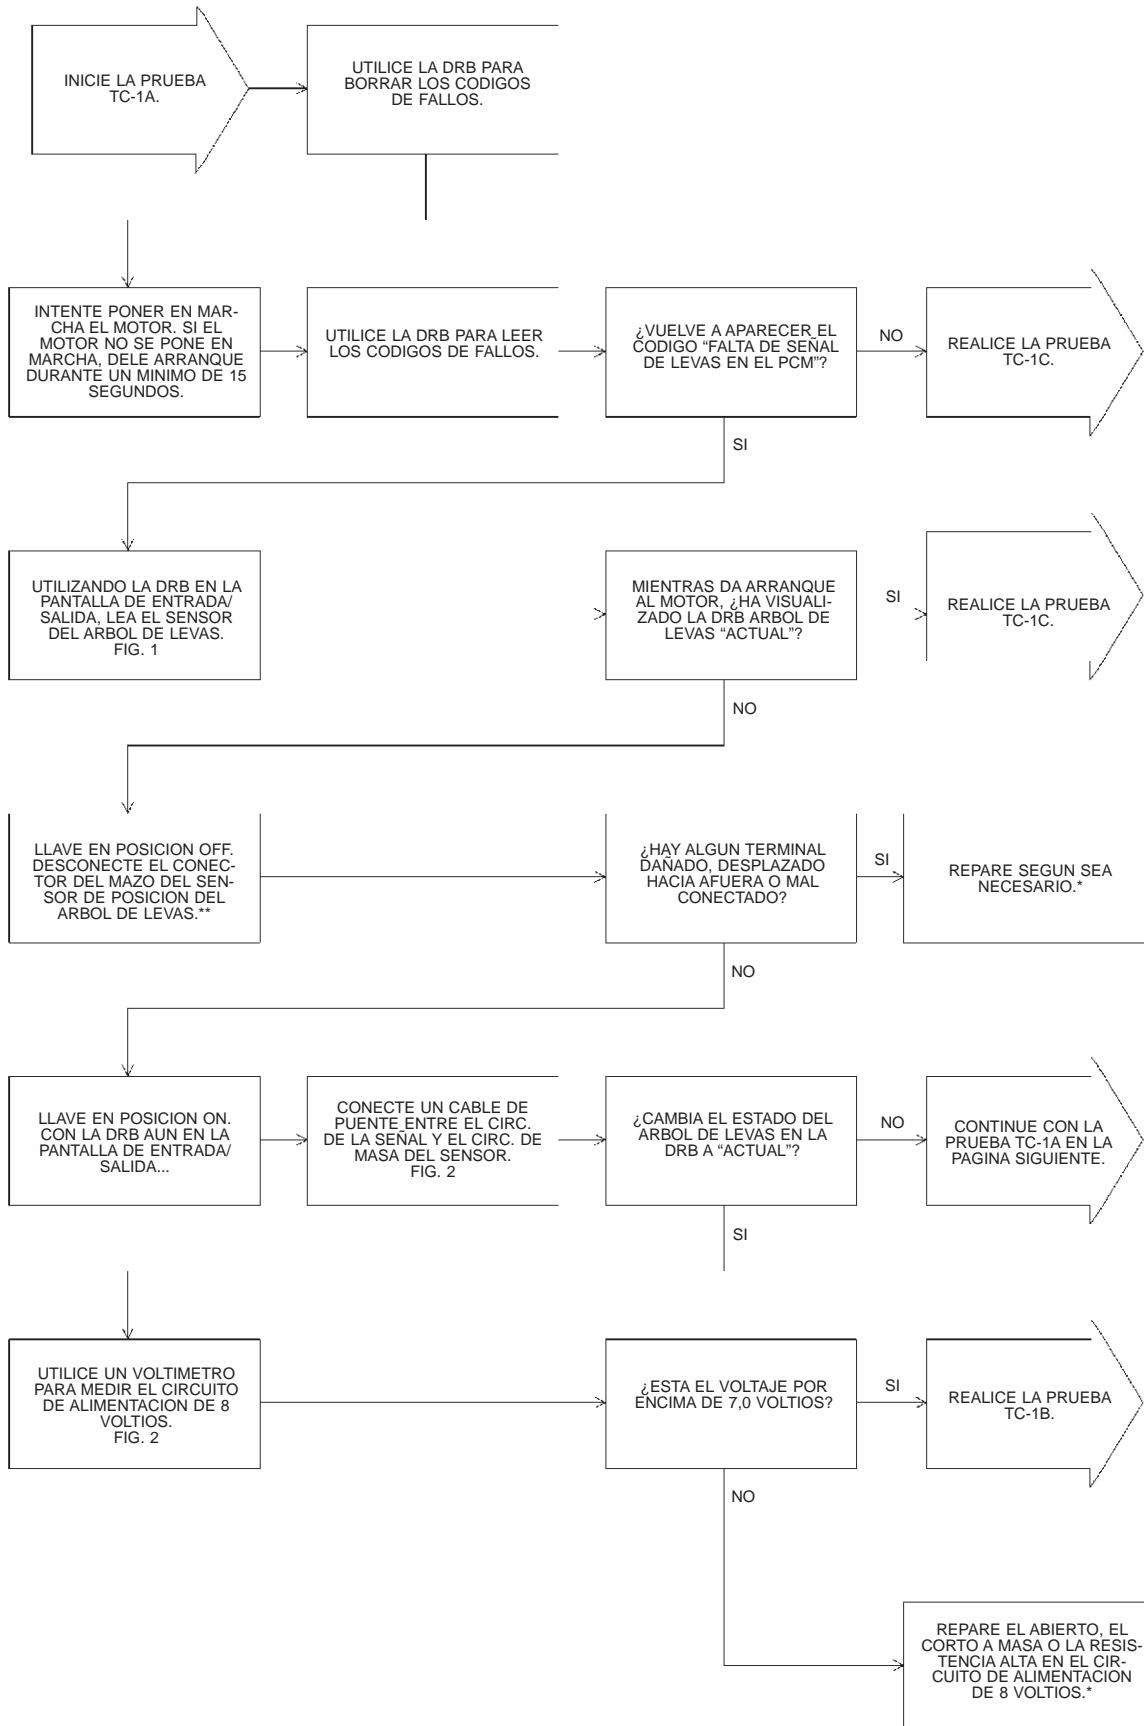 INICIE LA PRUEBA
TC-1A.
UTILICE LA DRB PARA
BORRAR LOS CODIGOS
DE FALLOS.
INTENTE PONER EN MAR-
CHA EL MOTOR. SI EL
MOTOR NO SE PONE EN
MARCHA, DELE ARRANQUE
DURANTE UN MINIMO DE 15
SEGUNDOS.
UTILICE LA DRB PARA LEER
LOS CODIGOS DE FALLOS.
¿VUELVE A APARECER EL
CODIGO “FALTA DE SEÑAL
DE LEVAS EN EL PCM”?
NO
REALICE LA PRUEBA
TC-1C.
SI
UTILIZANDO LA DRB EN LA
PANTALLA DE ENTRADA/
SALIDA, LEA EL SENSOR
DEL ARBOL DE LEVAS.
FIG. 1
MIENTRAS DA ARRANQUE
AL MOTOR, ¿HA VISUALI-
ZADO LA DRB ARBOL DE
LEVAS “ACTUAL”?
SI
REALICE LA PRUEBA
TC-1C.
NO
LLAVE EN POSICION OFF.
DESCONECTE EL CONEC-
TOR DEL MAZO DEL SEN-
SOR DE POSICION DEL
ARBOL DE LEVAS.**
¿HAY ALGUN TERMINAL
DAÑADO, DESPLAZADO
HACIA AFUERA O MAL
CONECTADO?
SI
REPARE SEGUN SEA
NECESARIO.*
NO
LLAVE EN POSICION ON.
CON LA DRB AUN EN LA
PANTALLA DE ENTRADA/
SALIDA...
CONECTE UN CABLE DE
PUENTE ENTRE EL CIRC.
DE LA SEÑAL Y EL CIRC. DE
MASA DEL SENSOR.
FIG. 2
¿CAMBIA EL ESTADO DEL
ARBOL DE LEVAS EN LA
DRB A “ACTUAL”?
NO
CONTINUE CON LA
PRUEBA TC-1A EN LA
PAGINA SIGUIENTE.
SI
UTILICE UN VOLTIMETRO
PARA MEDIR EL CIRCUITO
DE ALIMENTACION DE 8
VOLTIOS.
FIG. 2
¿ESTA EL VOLTAJE POR
ENCIMA DE 7,0 VOLTIOS?
SI
REALICE LA PRUEBA
TC-1B.
NO
REPARE EL ABIERTO, EL
CORTO A MASA O LA RESIS-
TENCIA ALTA EN EL CIR-
CUITO DE ALIMENTACION
DE 8 VOLTIOS.*